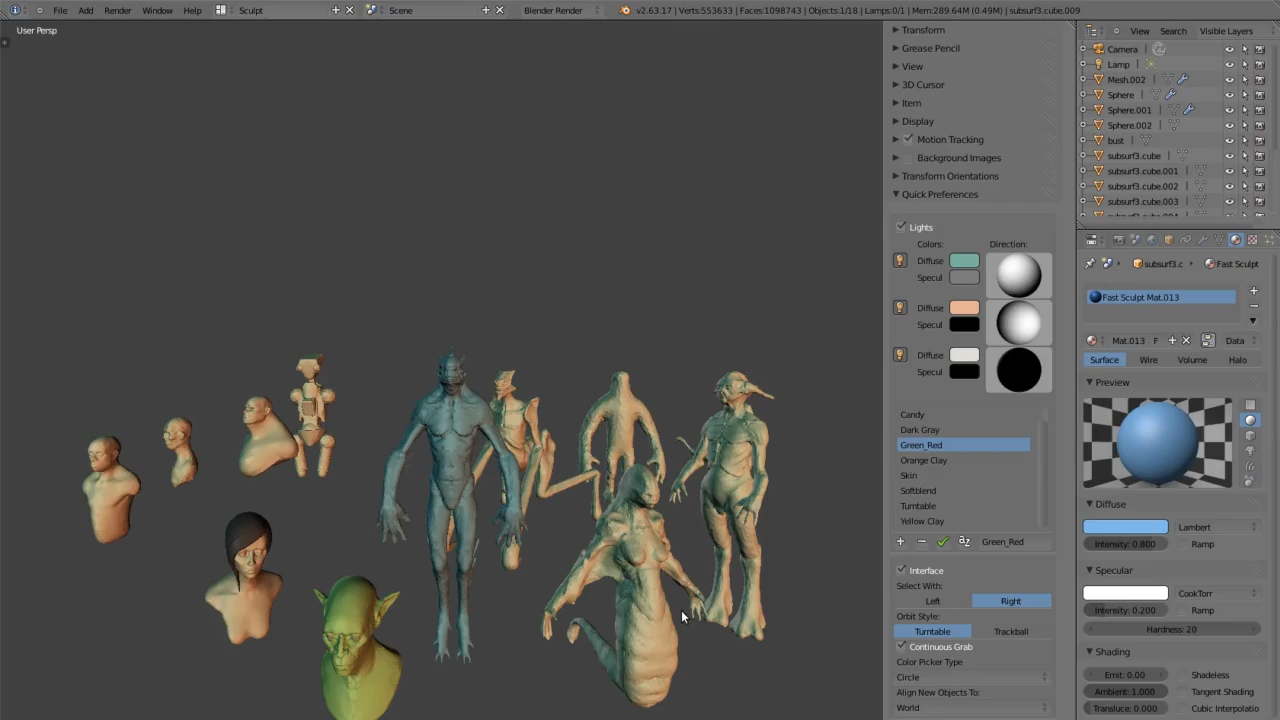 File Add Render Window Help Sculpt Scene Blender Render v2.63.17 | Verts:553633 | Faces:1098743 | Objects:1/18 | Lamps:0/1 | Mem:289.64M (0.49M) | subsurf3.cube.009
User Persp
Transform
Grease Pencil
View
3D Cursor
Item
Display
Motion Tracking
Background Images
Transform Orientations
Quick Preferences
Lights
Colors: Direction:
Diffuse
Specul
Diffuse
Specul
Diffuse
Specul
Candy
Dark Gray
Green_Red
Orange Clay
Skin
Softblend
Turntable
Yellow Clay
Green_Red
Interface
Select With:
Left Right
Orbit Style:
Turntable Trackball
Continuous Grab
Color Picker Type
Circle
Align New Objects To:
World
View Search Visible Layers
Camera
Lamp
Mesh.002
Sphere
Sphere.001
Sphere.002
bust
subsurf3.cube
subsurf3.cube.001
subsurf3.cube.002
subsurf3.cube.003
subsurf3.cube.004
subsurf3.c Fast Sculpt
Fast Sculpt Mat.013
Mat.013 F Data
Surface Wire Volume Halo
Preview
Diffuse
Lambert
Intensity: 0.800 Ramp
Specular
CookTorr
Intensity: 0.200 Ramp
Hardness: 20
Shading
Emit: 0.00 Shadeless
Ambient: 1.000 Tangent Shading
Transluce: 0.000 Cubic Interpolatio